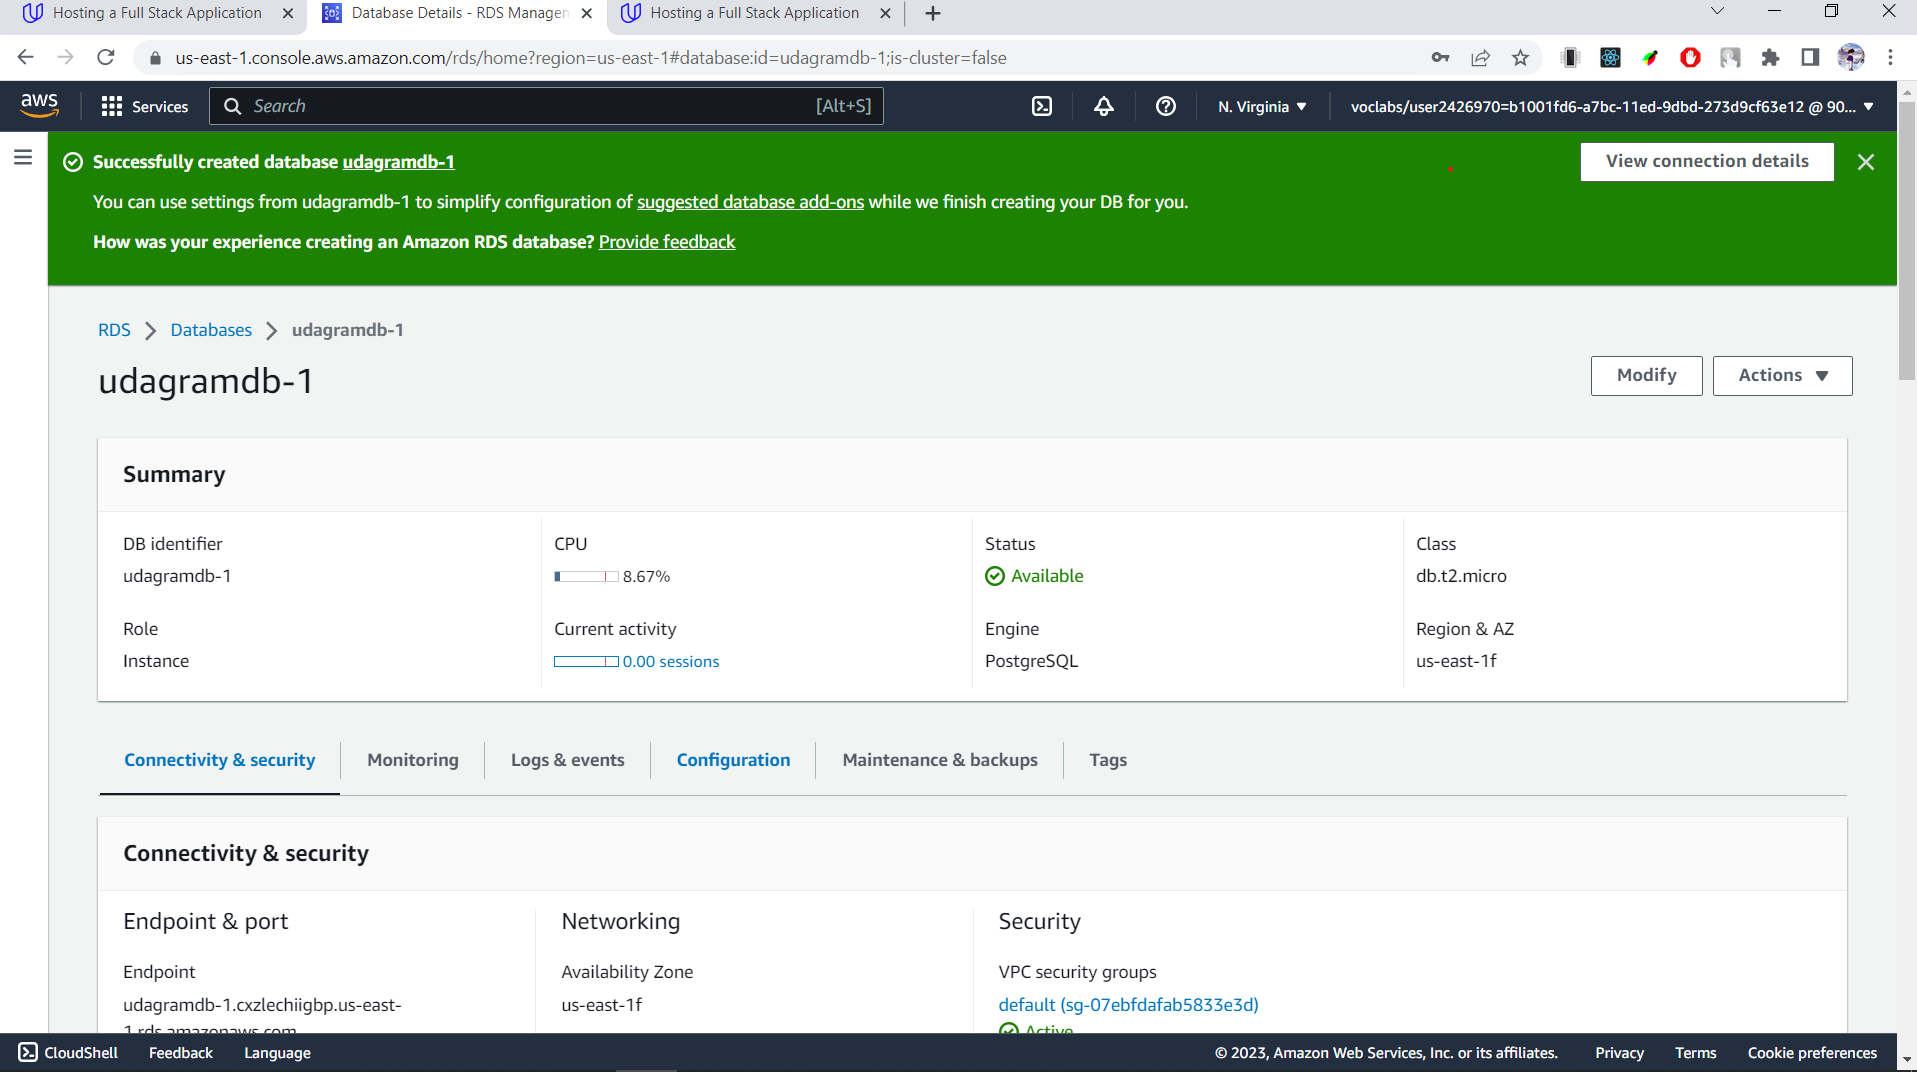 Hosting a Full Stack Application
Database Details - RDS Managem
Hosting a Full Stack Application
us-east-1.console.aws.amazon.com/rds/home?region=us-east-1#database:id=udagramdb-1;is-cluster=false
aws
Services
Search
[Alt+S]
N. Virginia
voclabs/user2426970=b1001fd6-a7bc-11ed-9dbd-273d9cf63e12 @ 90...
Successfully created database udagramdb-1
View connection details
You can use settings from udagramdb-1 to simplify configuration of suggested database add-ons while we finish creating your DB for you.
How was your experience creating an Amazon RDS database? Provide feedback
RDS
Databases
udagramdb-1
udagramdb-1
Modify
Actions
Summary
DB identifier
udagramdb-1
CPU
8.67%
Status
Available
Class
db.t2.micro
Role
Instance
Current activity
0.00 sessions
Engine
PostgreSQL
Region & AZ
us-east-1f
Connectivity & security
Monitoring
Logs & events
Configuration
Maintenance & backups
Tags
Connectivity & security
Endpoint & port
Endpoint
udagramdb-1.cxzlechiigbp.us-east-
1.rds.amazonaws.com
Networking
Availability Zone
us-east-1f
Security
VPC security groups
default (sg-07ebfdafab5833e3d)
Active
CloudShell
Feedback
Language
© 2023, Amazon Web Services, Inc. or its affiliates.
Privacy
Terms
Cookie preferences